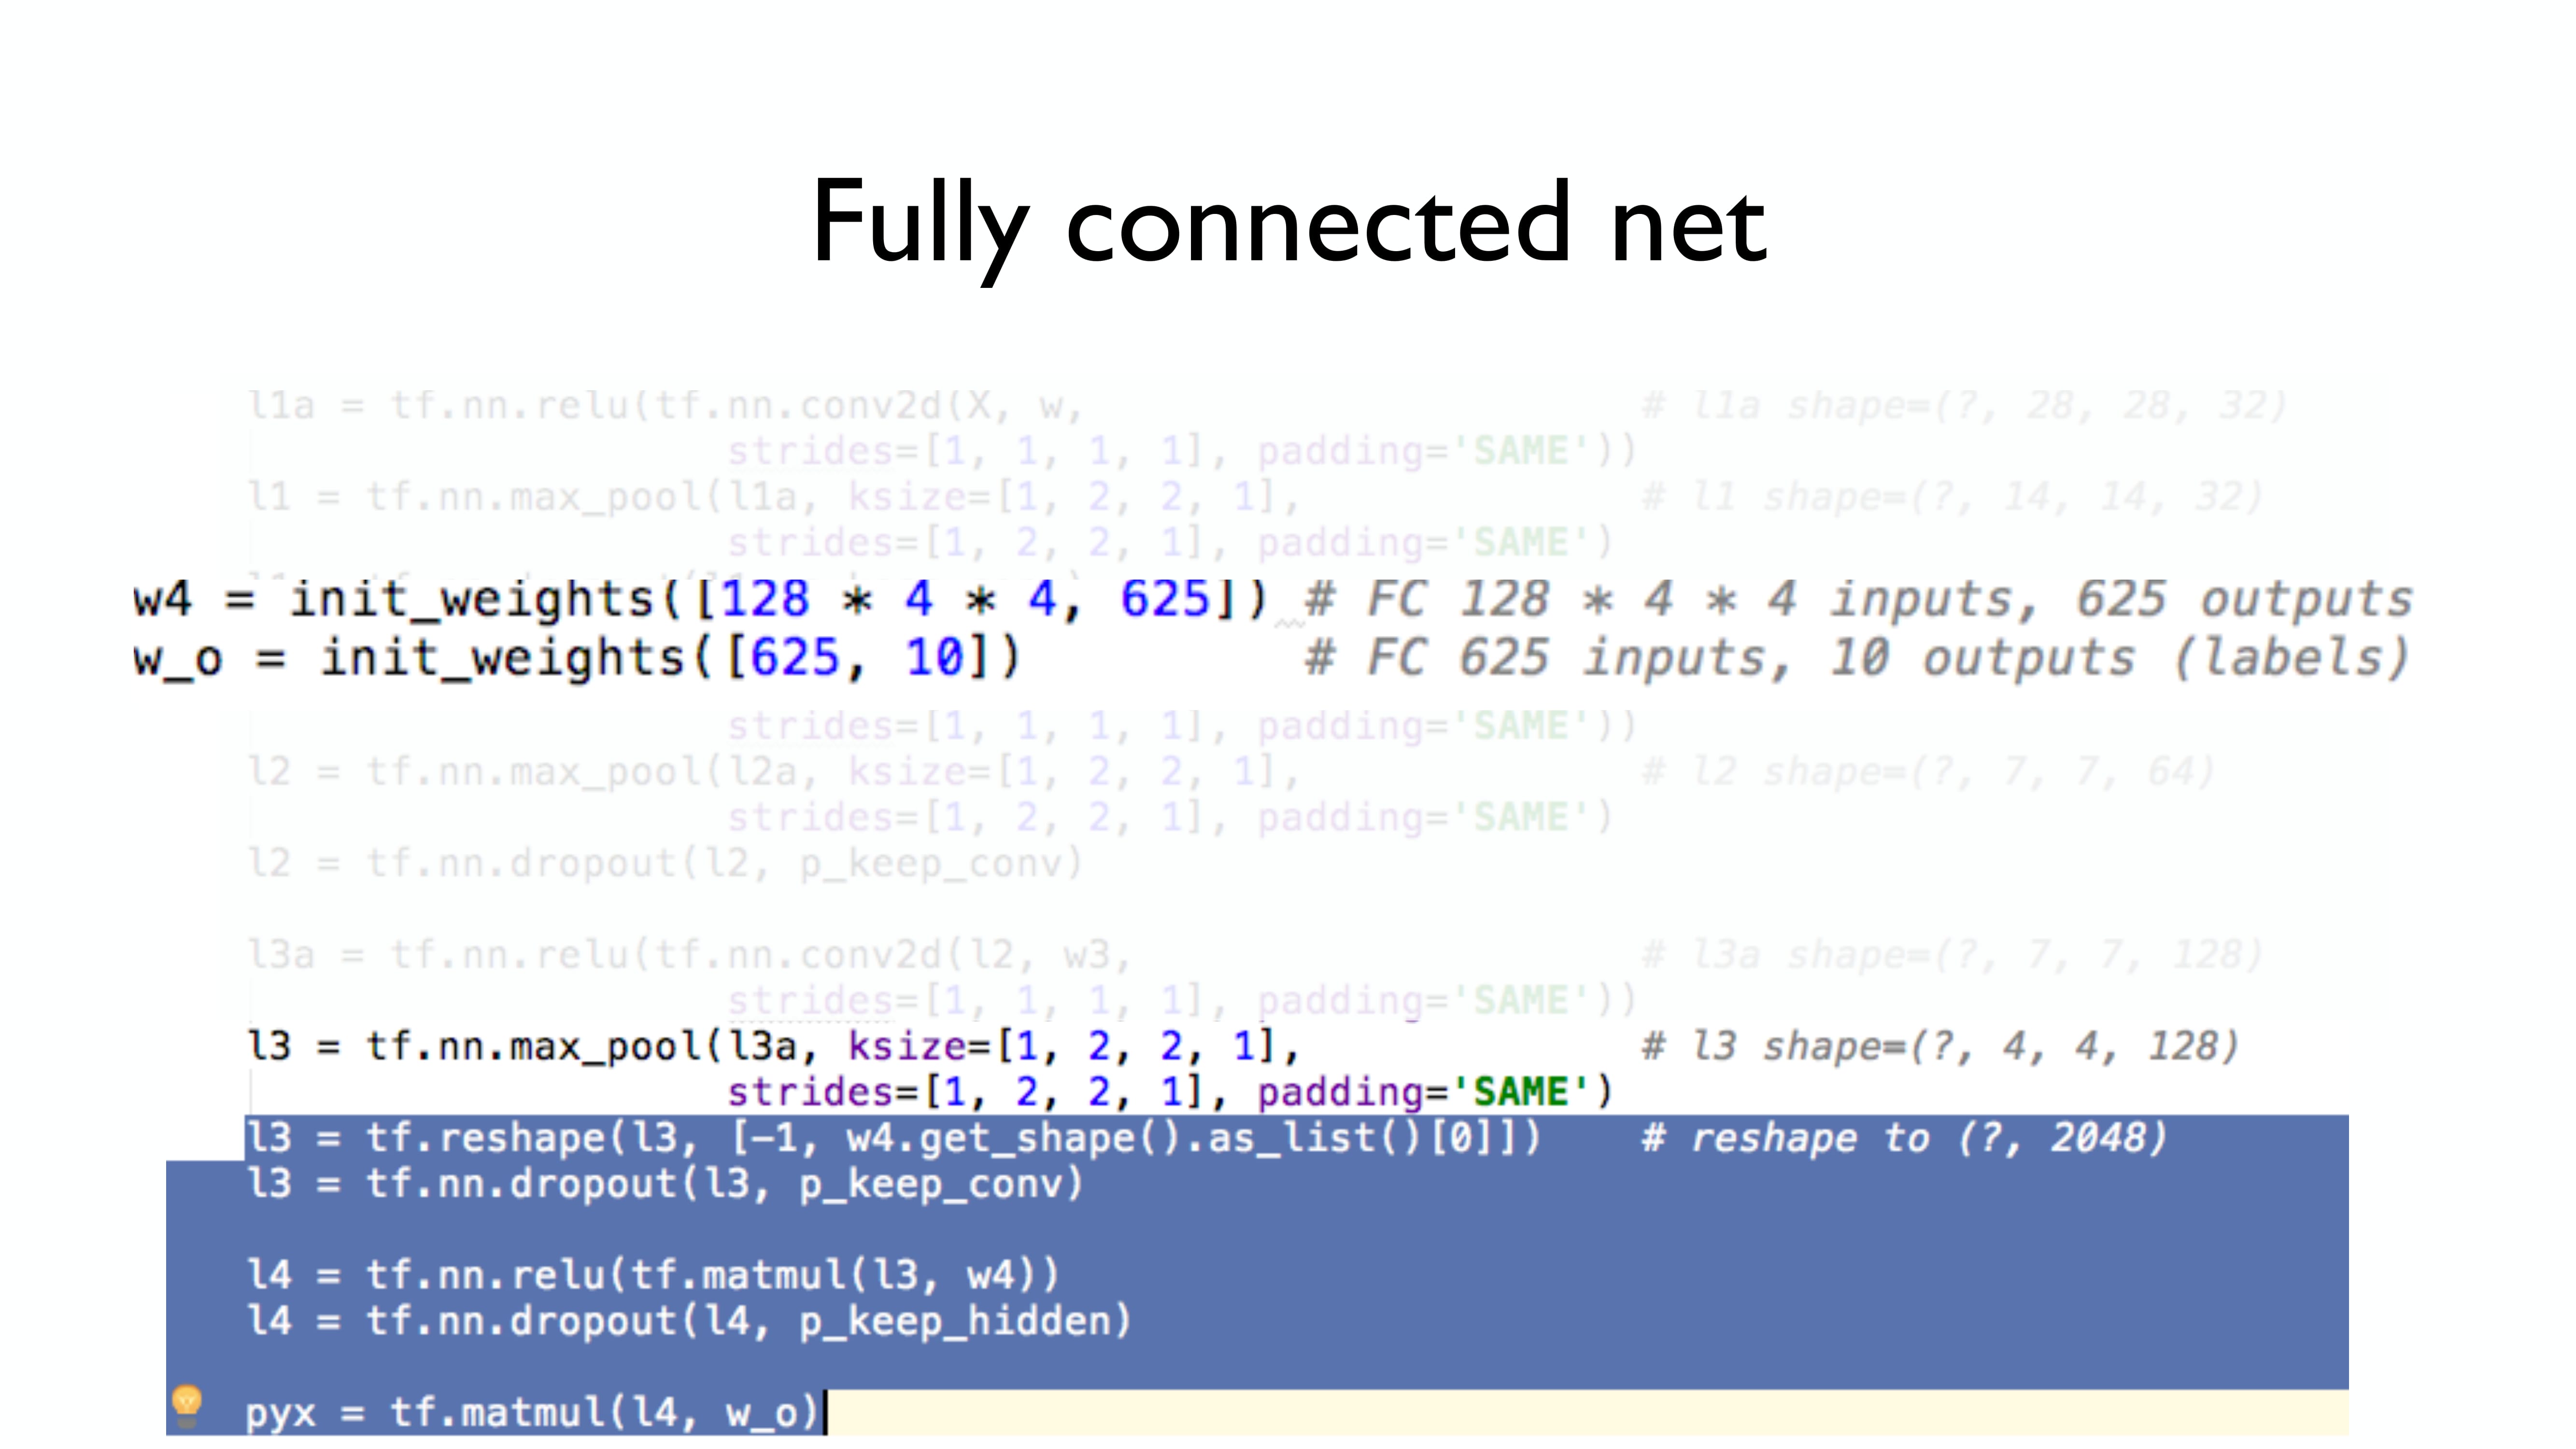 Fully connected net
l1a = tf.nn.relu(tf.nn.conv2d(X, w, # l1a shape=(?, 28, 28, 32)
strides=[1, 1, 1, 1], padding='SAME'))
l1 = tf.nn.max_pool(l1a, ksize=[1, 2, 2, 1], # l1 shape=(?, 14, 14, 32)
strides=[1, 2, 2, 1], padding='SAME')
w4 = init_weights([128 * 4 * 4, 625]) # FC 128 * 4 * 4 inputs, 625 outputs
w_o = init_weights([625, 10]) # FC 625 inputs, 10 outputs (labels)
strides=[1, 1, 1, 1], padding='SAME'))
l2 = tf.nn.max_pool(l2a, ksize=[1, 2, 2, 1], # l2 shape=(?, 7, 7, 64)
strides=[1, 2, 2, 1], padding='SAME')
l2 = tf.nn.dropout(l2, p_keep_conv)
l3a = tf.nn.relu(tf.nn.conv2d(l2, w3, # l3a shape=(?, 7, 7, 128)
strides=[1, 1, 1, 1], padding='SAME'))
l3 = tf.nn.max_pool(l3a, ksize=[1, 2, 2, 1], # l3 shape=(?, 4, 4, 128)
strides=[1, 2, 2, 1], padding='SAME')
l3 = tf.reshape(l3, [-1, w4.get_shape().as_list()[0]]) # reshape to (?, 2048)
l3 = tf.nn.dropout(l3, p_keep_conv)
l4 = tf.nn.relu(tf.matmul(l3, w4))
l4 = tf.nn.dropout(l4, p_keep_hidden)
pyx = tf.matmul(l4, w_o)